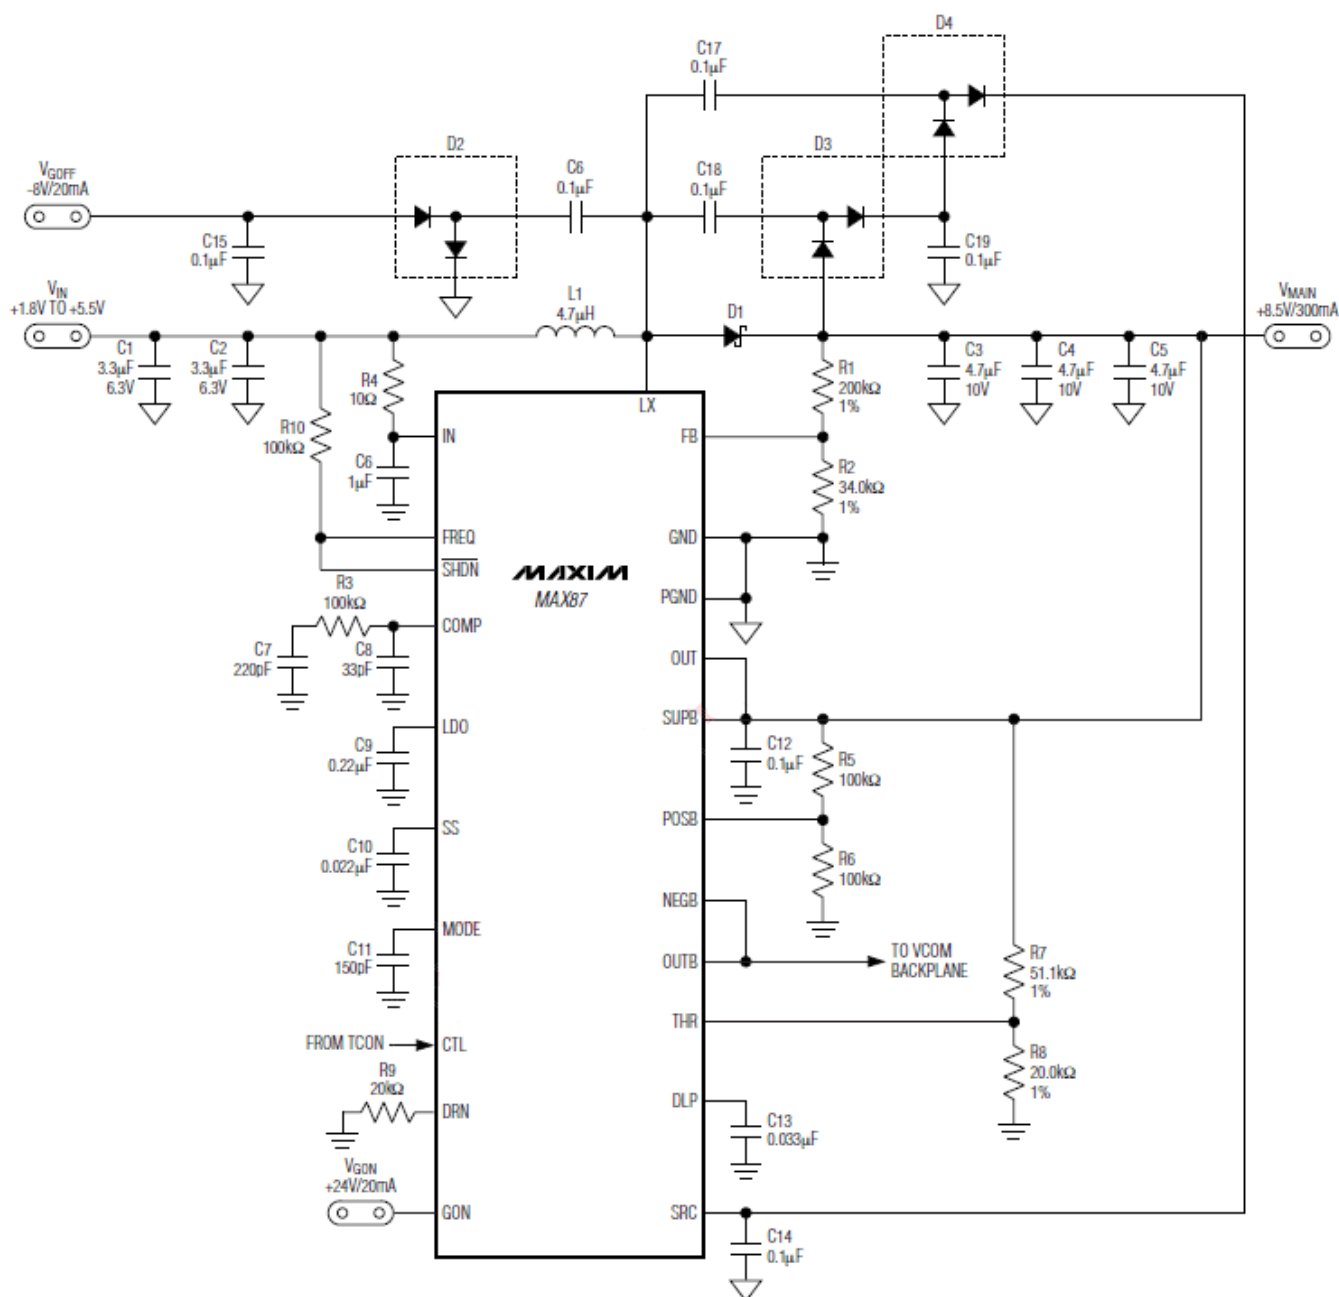 D4
C17
0.1µF
D2
D3
VGOFF
-8V/20mA
C6
0.1µF
C18
0.1µF
C15
0.1µF
C19
0.1µF
VIN
+1.8V TO +5.5V
L1
4.7µH
D1
VMAIN
+8.5V/300mA
C1
3.3µF
6.3V
C2
3.3µF
6.3V
R4
10Ω
R10
100kΩ
LX
R1
200kΩ
1%
C3
4.7µF
10V
C4
4.7µF
10V
C5
4.7µF
10V
IN
FB
C6
1µF
R2
34.0kΩ
1%
FREQ
GND
SHDN
MAXIM
MAX87
PGND
R3
100kΩ
COMP
C7
220pF
C8
33pF
OUT
SUPB
LDO
C9
0.22µF
C12
0.1µF
R5
100kΩ
SS
POSB
C10
0.022µF
R6
100kΩ
NEGB
MODE
C11
150pF
OUTB
TO VCOM
BACKPLANE
R7
51.1kΩ
1%
THR
FROM TCON
CTL
R8
20.0kΩ
1%
R9
20kΩ
DRN
DLP
C13
0.033µF
VGON
+24V/20mA
GON
SRC
C14
0.1µF